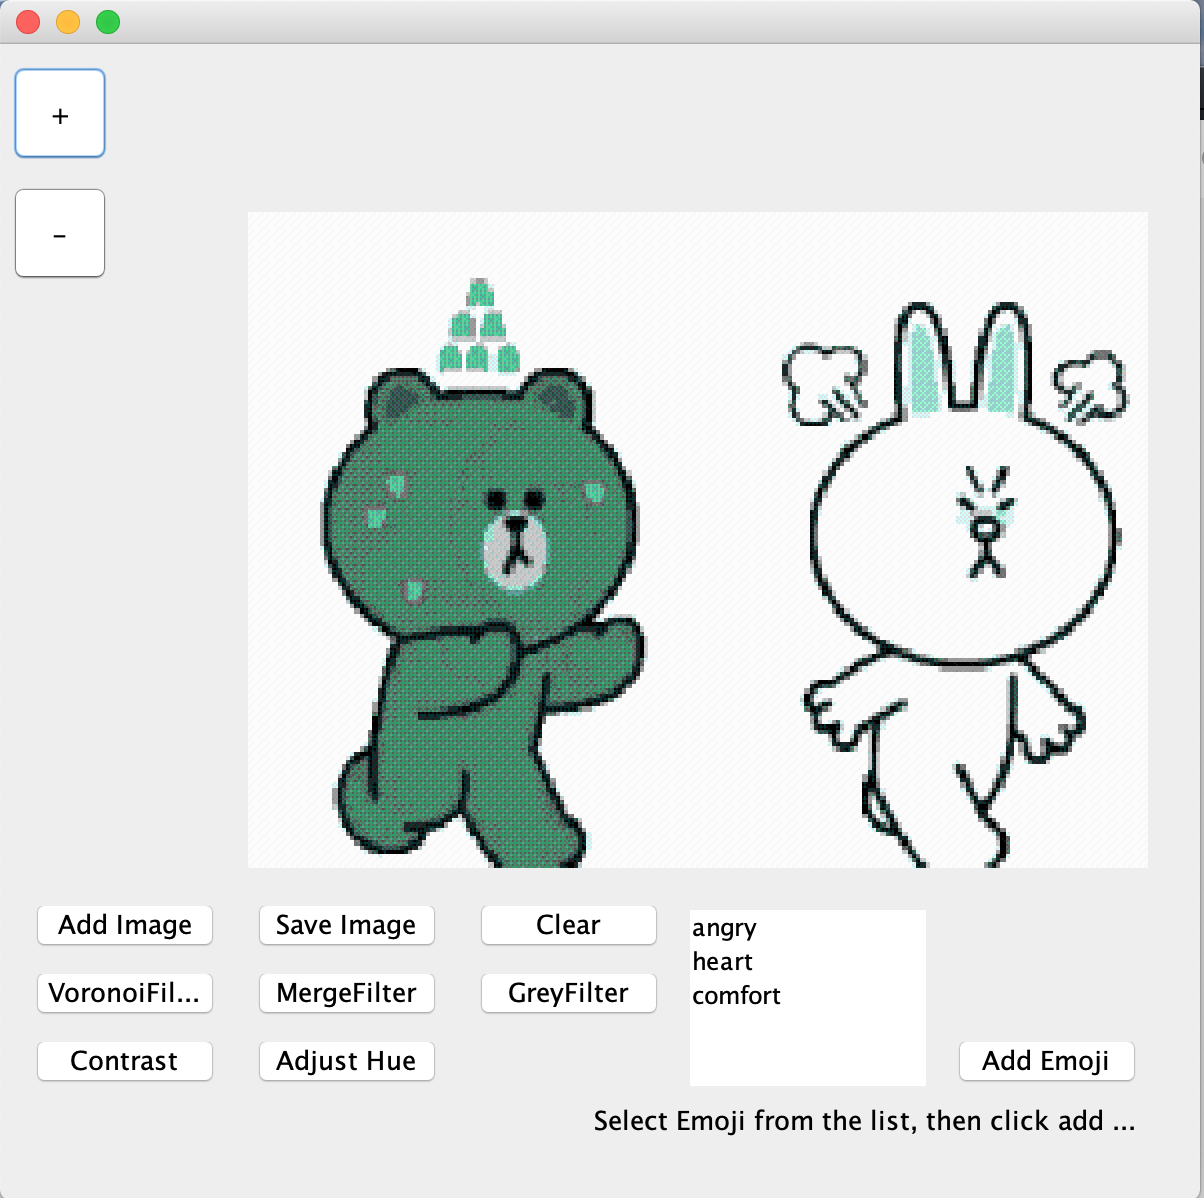 +
-
Add Image Save Image Clear
VoronoiFil... MergeFilter GreyFilter
Contrast Adjust Hue
angry
heart
comfort
Add Emoji
Select Emoji from the list, then click add ...